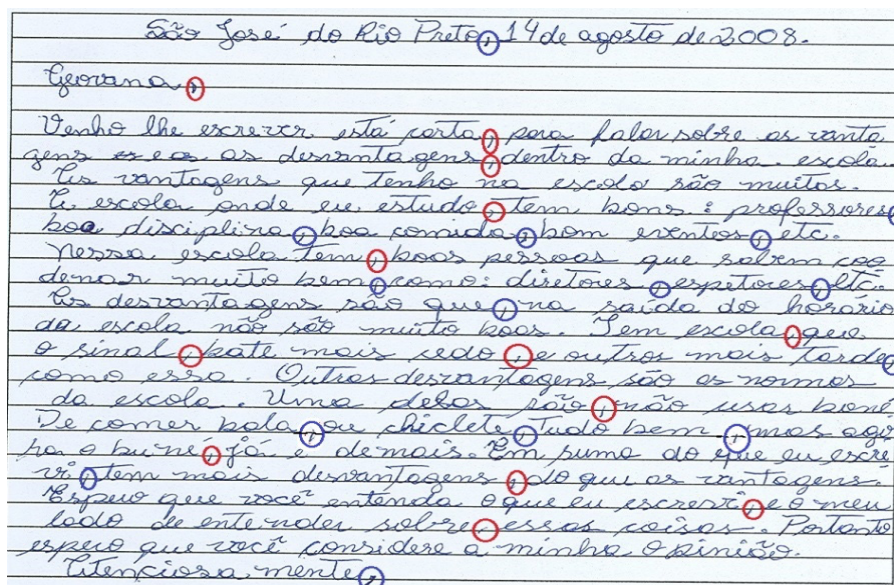 São José do Rio Preto, 14 de agosto de 2008.
Geovana,
Venho lhe escrever está carta, para falar sobre as vanta
gens e as desvantagens, dentro da minha escola.
As vantagens que tenho na escola são muitas.
A escola onde eu estudo, tem bons: professores,
boa disciplina, boa comida, bom eventos, etc.
Nessa escola tem, boas pessoas que sabem coo
denar muito bem, como: diretores, espetores, etc.
As desvantagens são que, na saída do horário
da escola não são muito boas. Tem escola, que
o sinal, bate mais cedo, e outros mais tarde,
como essa. Outras desvantagens são as normas
da escola. Uma delas são, não usar boné
De comer bala, ou chiclete, tudo bem, mas ago
ra o buné, já é demais. Em suma do que eu escre
vi, tem mais desvantagens, do que as vantagens.
Espero que você entenda o que eu escrevi, e o meu
lado de entender sobre, essas coisas. Portanto
espero que você considere a minha opinião.
Atenciosa mente,